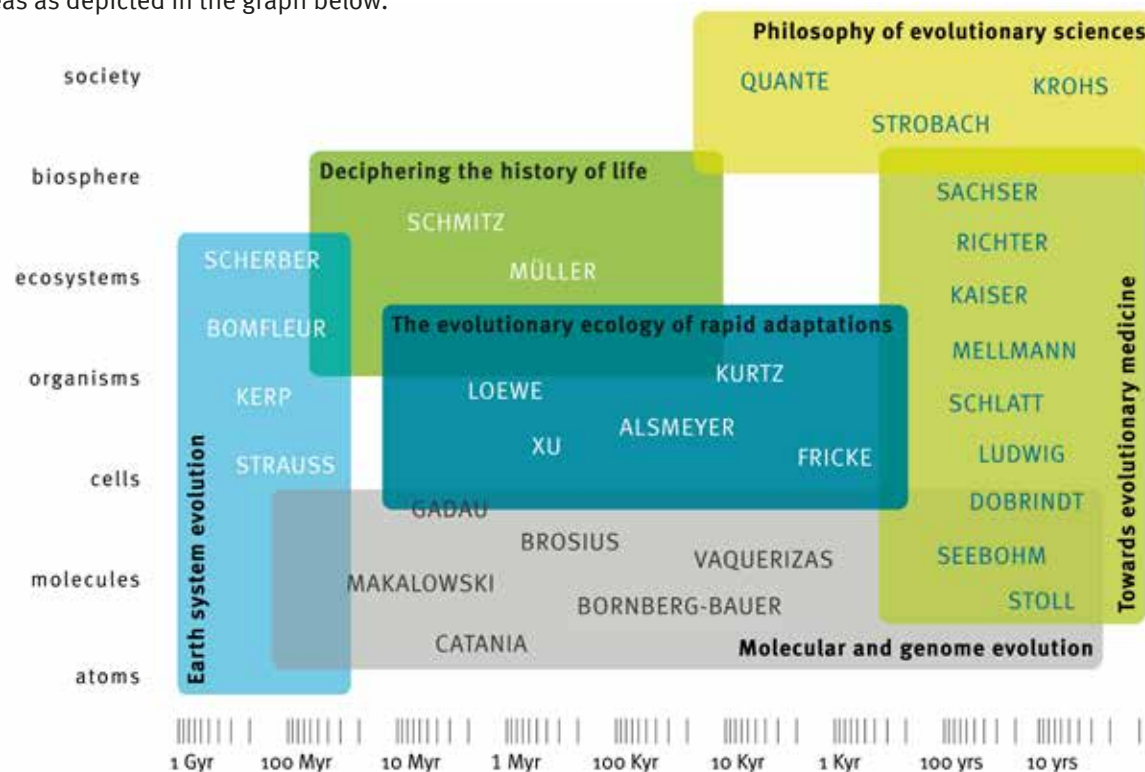 eas as depicted in the graph below.
Philosophy of evolutionary sciences
society
QUANTE
KROHS
STROBACH
biosphere
Deciphering the history of life
SACHSER
SCHMITZ
RICHTER
SCHERBER
ecosystems
MÜLLER
KAISER
BOMFLEUR
The evolutionary ecology of rapid adaptations
MELLMANN
organisms
KURTZ
KERP
LOEWE
SCHLATT
ALSMEYER
XU
FRICKE
LUDWIG
STRAUSS
cells
DOBRINDT
GADAU
BROSIUS
VAQUERIZAS
SEEBOHM
molecules
MAKALOWSKI
BORNBERG-BAUER
STOLL
CATANIA
Molecular and genome evolution
atoms
Earth system evolution
Towards evolutionary medicine
1 Gyr 100 Myr 10 Myr 1 Myr 100 Kyr 10 Kyr 1 Kyr 100 yrs 10 yrs